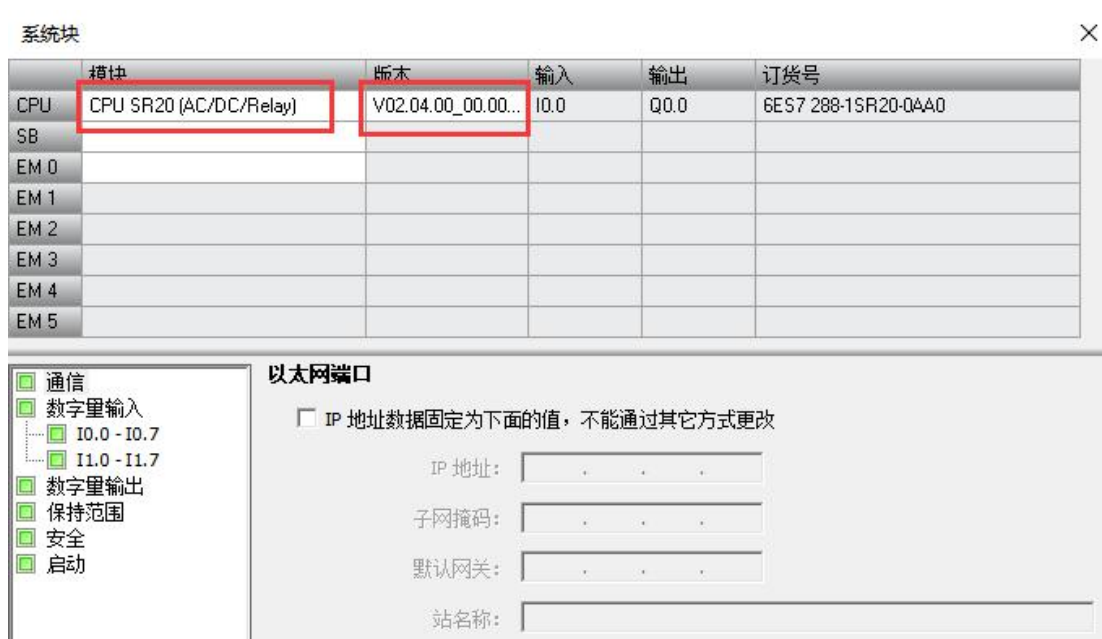 系统块
模块 版本 输入 输出 订货号
CPU CPU SR20 (AC/DC/Relay) V02.04.00_00.00... I0.0 Q0.0 6ES7 288-1SR20-0AA0
SB
EM 0
EM 1
EM 2
EM 3
EM 4
EM 5
通信
数字量输入
I0.0 - I0.7
I1.0 - I1.7
数字量输出
保持范围
安全
启动
以太网端口
IP 地址数据固定为下面的值，不能通过其它方式更改
IP 地址：
子网掩码：
默认网关：
站名称：